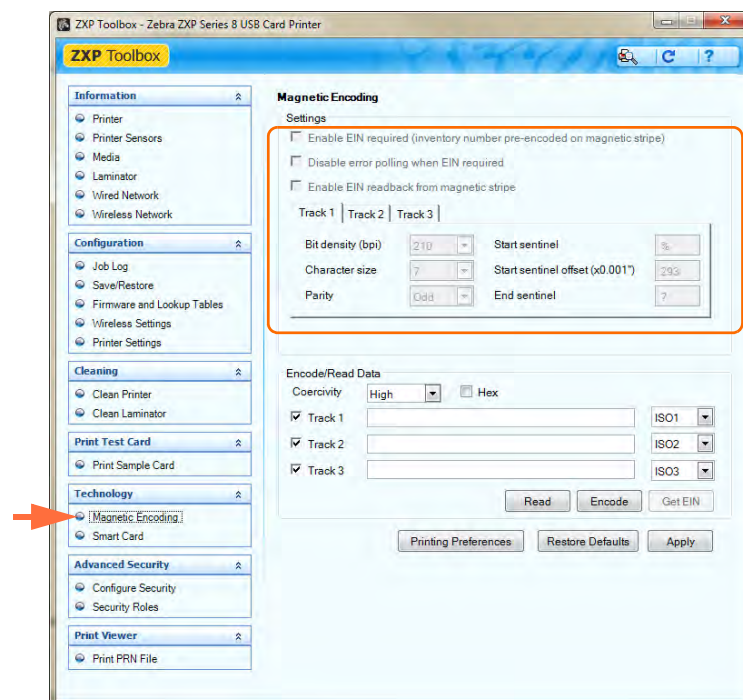 ZXP Toolbox - Zebra ZXP Series 8 USB Card Printer
ZXP Toolbox
Information
Printer
Printer Sensors
Media
Laminator
Wired Network
Wireless Network
Configuration
Job Log
Save/Restore
Firmware and Lookup Tables
Wireless Settings
Printer Settings
Cleaning
Clean Printer
Clean Laminator
Print Test Card
Print Sample Card
Technology
Magnetic Encoding
Smart Card
Advanced Security
Configure Security
Security Roles
Print Viewer
Print PRN File
Magnetic Encoding
Settings
Enable EIN required (inventory number pre-encoded on magnetic stripe)
Disable error polling when EIN required
Enable EIN readback from magnetic stripe
Track 1 Track 2 Track 3
Bit density (bpi) 210 Start sentinel %
Character size 7 Start sentinel offset (x0.001") 293
Parity Odd End sentinel ?
Encode/Read Data
Coercivity High Hex
Track 1 ISO1
Track 2 ISO2
Track 3 ISO3
Read Encode Get EIN
Printing Preferences Restore Defaults Apply